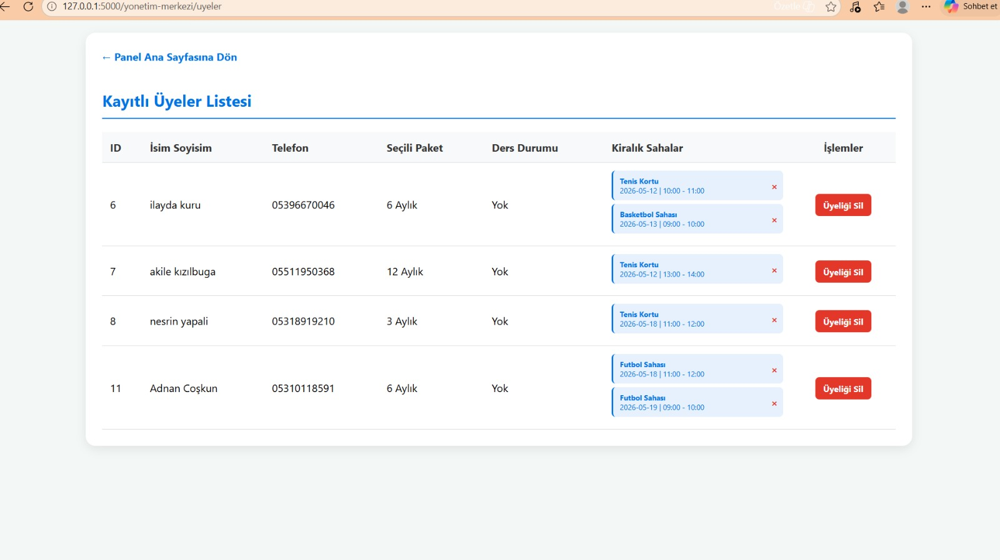 127.0.0.1:5000/yonetim-merkezi/uyeler Özetle Sohbet et
← Panel Ana Sayfasına Dön
Kayıtlı Üyeler Listesi
ID İsim Soyisim Telefon Seçili Paket Ders Durumu Kiralık Sahalar İşlemler
6 ilayda kuru 05396670046 6 Aylık Yok
Tenis Kortu
2026-05-12 | 10:00 - 11:00 ×
Basketbol Sahası
2026-05-13 | 09:00 - 10:00 ×
Üyeliği Sil
7 akile kızılbuga 05511950368 12 Aylık Yok
Tenis Kortu
2026-05-12 | 13:00 - 14:00 ×
Üyeliği Sil
8 nesrin yapali 05318919210 3 Aylık Yok
Tenis Kortu
2026-05-18 | 11:00 - 12:00 ×
Üyeliği Sil
11 Adnan Coşkun 05310118591 6 Aylık Yok
Futbol Sahası
2026-05-18 | 11:00 - 12:00 ×
Futbol Sahası
2026-05-19 | 09:00 - 10:00 ×
Üyeliği Sil